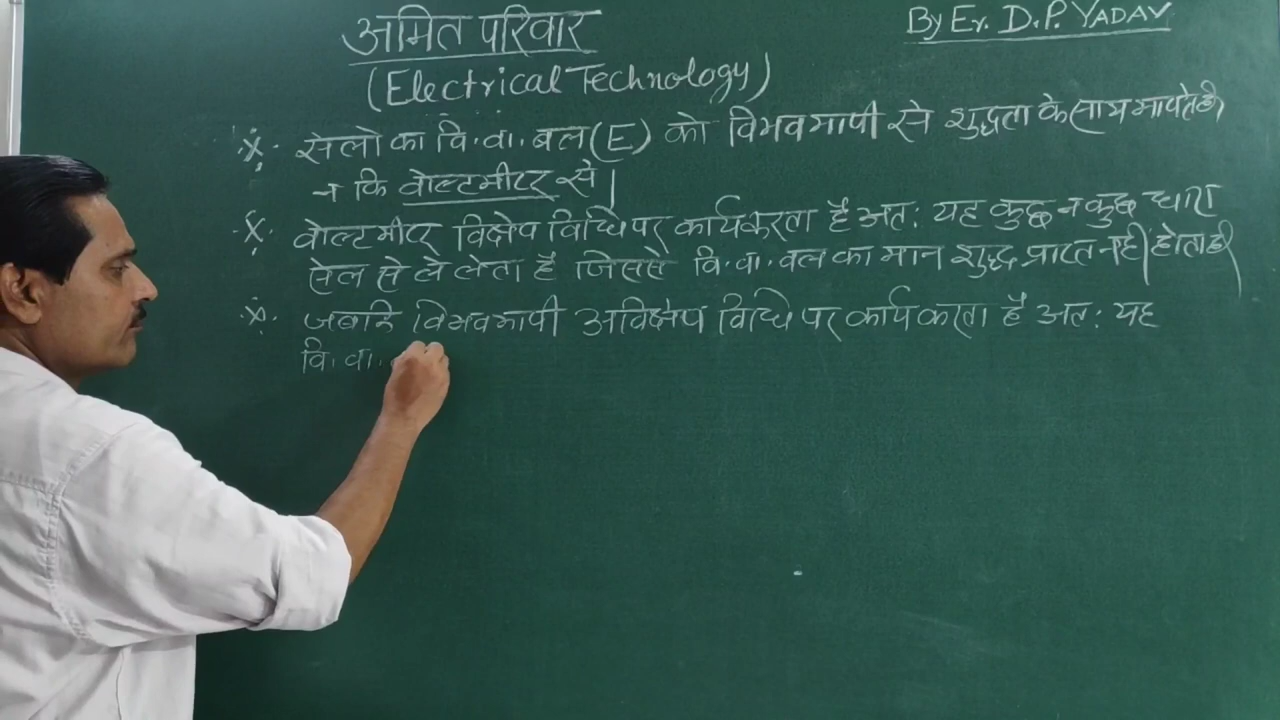 अमित परिवार
By Er. D.P. YADAV
(Electrical Technology)
सेलों का वि.वा. बल (E) को विभवमापी से शुद्धता के साथ मापते है।
न कि वोल्टमीटर से।
वोल्टमीटर विक्षेप विधि पर कार्य करता है अतः यह कुछ न कुछ धारा
सेल से ले लेता है जिससे वि.वा. बल का मान शुद्ध प्राप्त नहीं होता है।
जबकि विभवमापी अविक्षेप विधि पर कार्य करता है अतः यह
वि. वा.